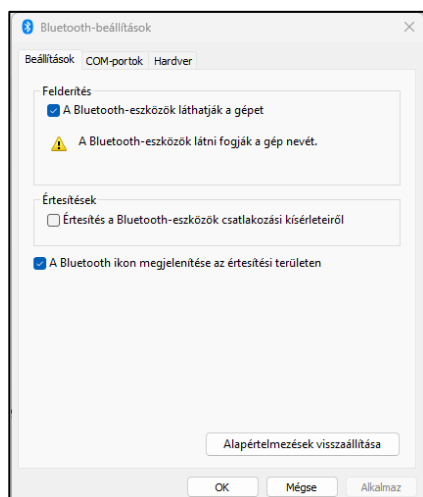 Bluetooth-beállítások
Beállítások COM-portok Hardver
Felderítés
A Bluetooth-eszközök láthatják a gépet
A Bluetooth-eszközök látni fogják a gép nevét.
Értesítések
Értesítés a Bluetooth-eszközök csatlakozási kísérleteiről
A Bluetooth ikon megjelenítése az értesítési területen
Alapértelmezések visszaállítása
OK Mégse Alkalmaz